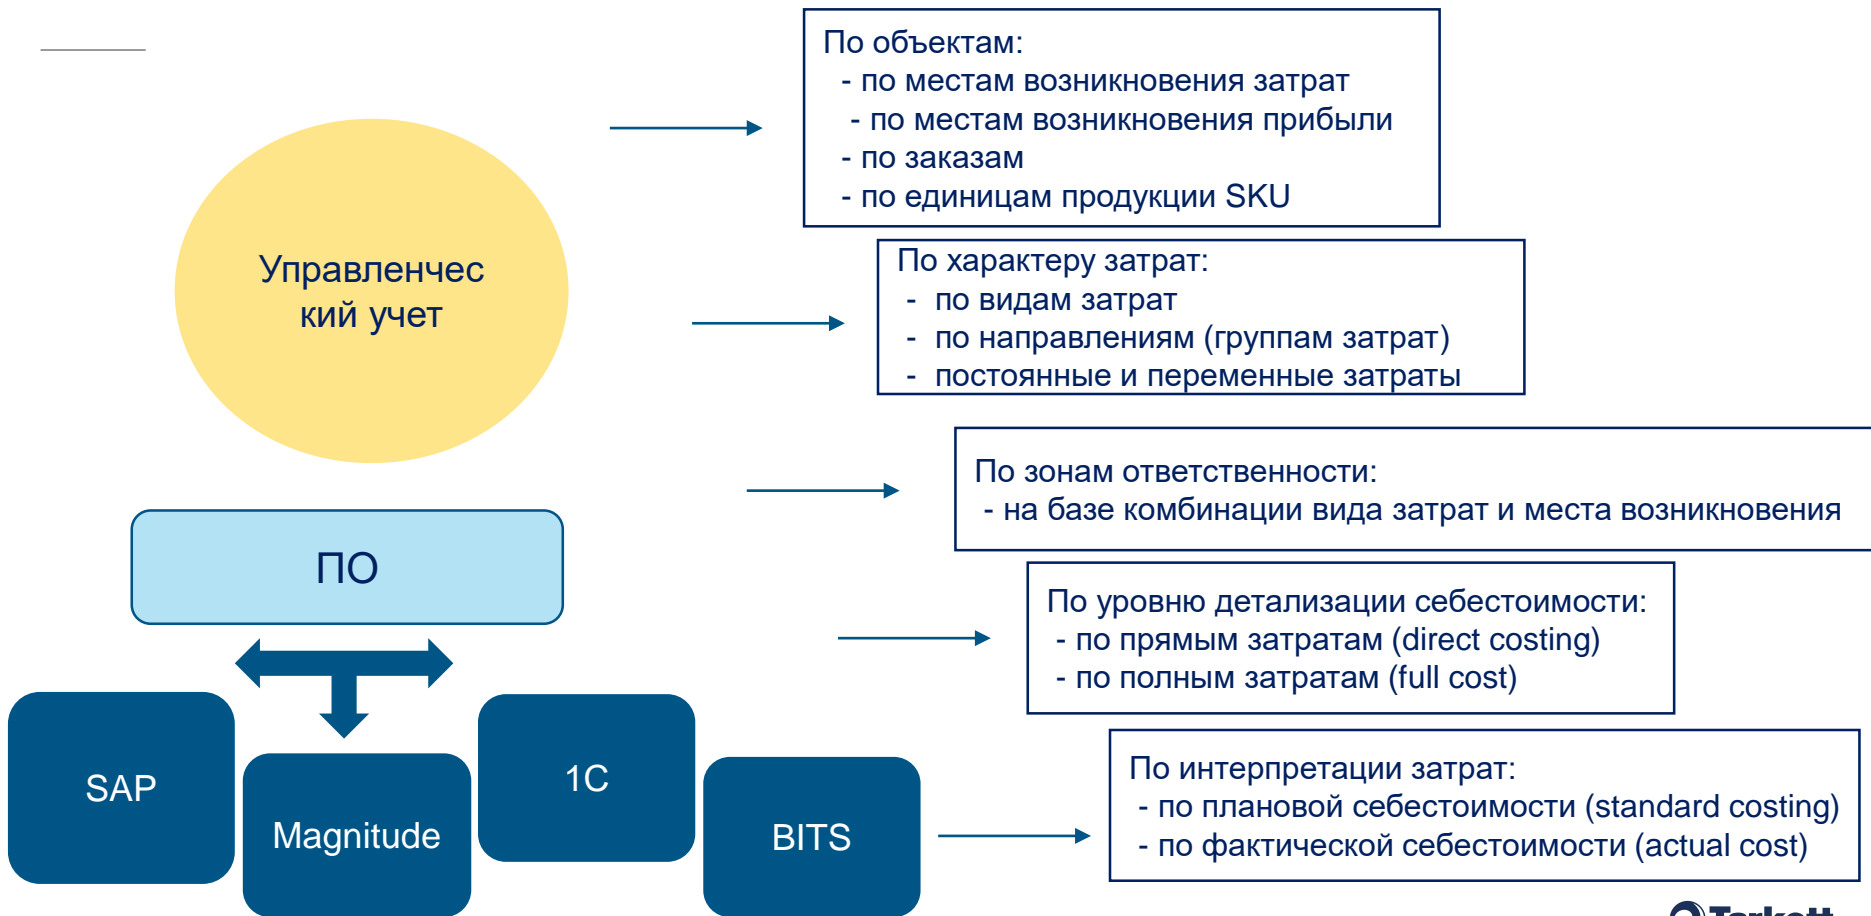 По объектам:
- по местам возникновения затрат
- по местам возникновения прибыли
- по заказам
- по единицам продукции SKU
Управленчес
кий учет
По характеру затрат:
- по видам затрат
- по направлениям (группам затрат)
- постоянные и переменные затраты
По зонам ответственности:
- на базе комбинации вида затрат и места возникновения
ПО
По уровню детализации себестоимости:
- по прямым затратам (direct costing)
- по полным затратам (full cost)
SAP
Magnitude
1C
BITS
По интерпретации затрат:
- по плановой себестоимости (standard costing)
- по фактической себестоимости (actual cost)
Tarkett